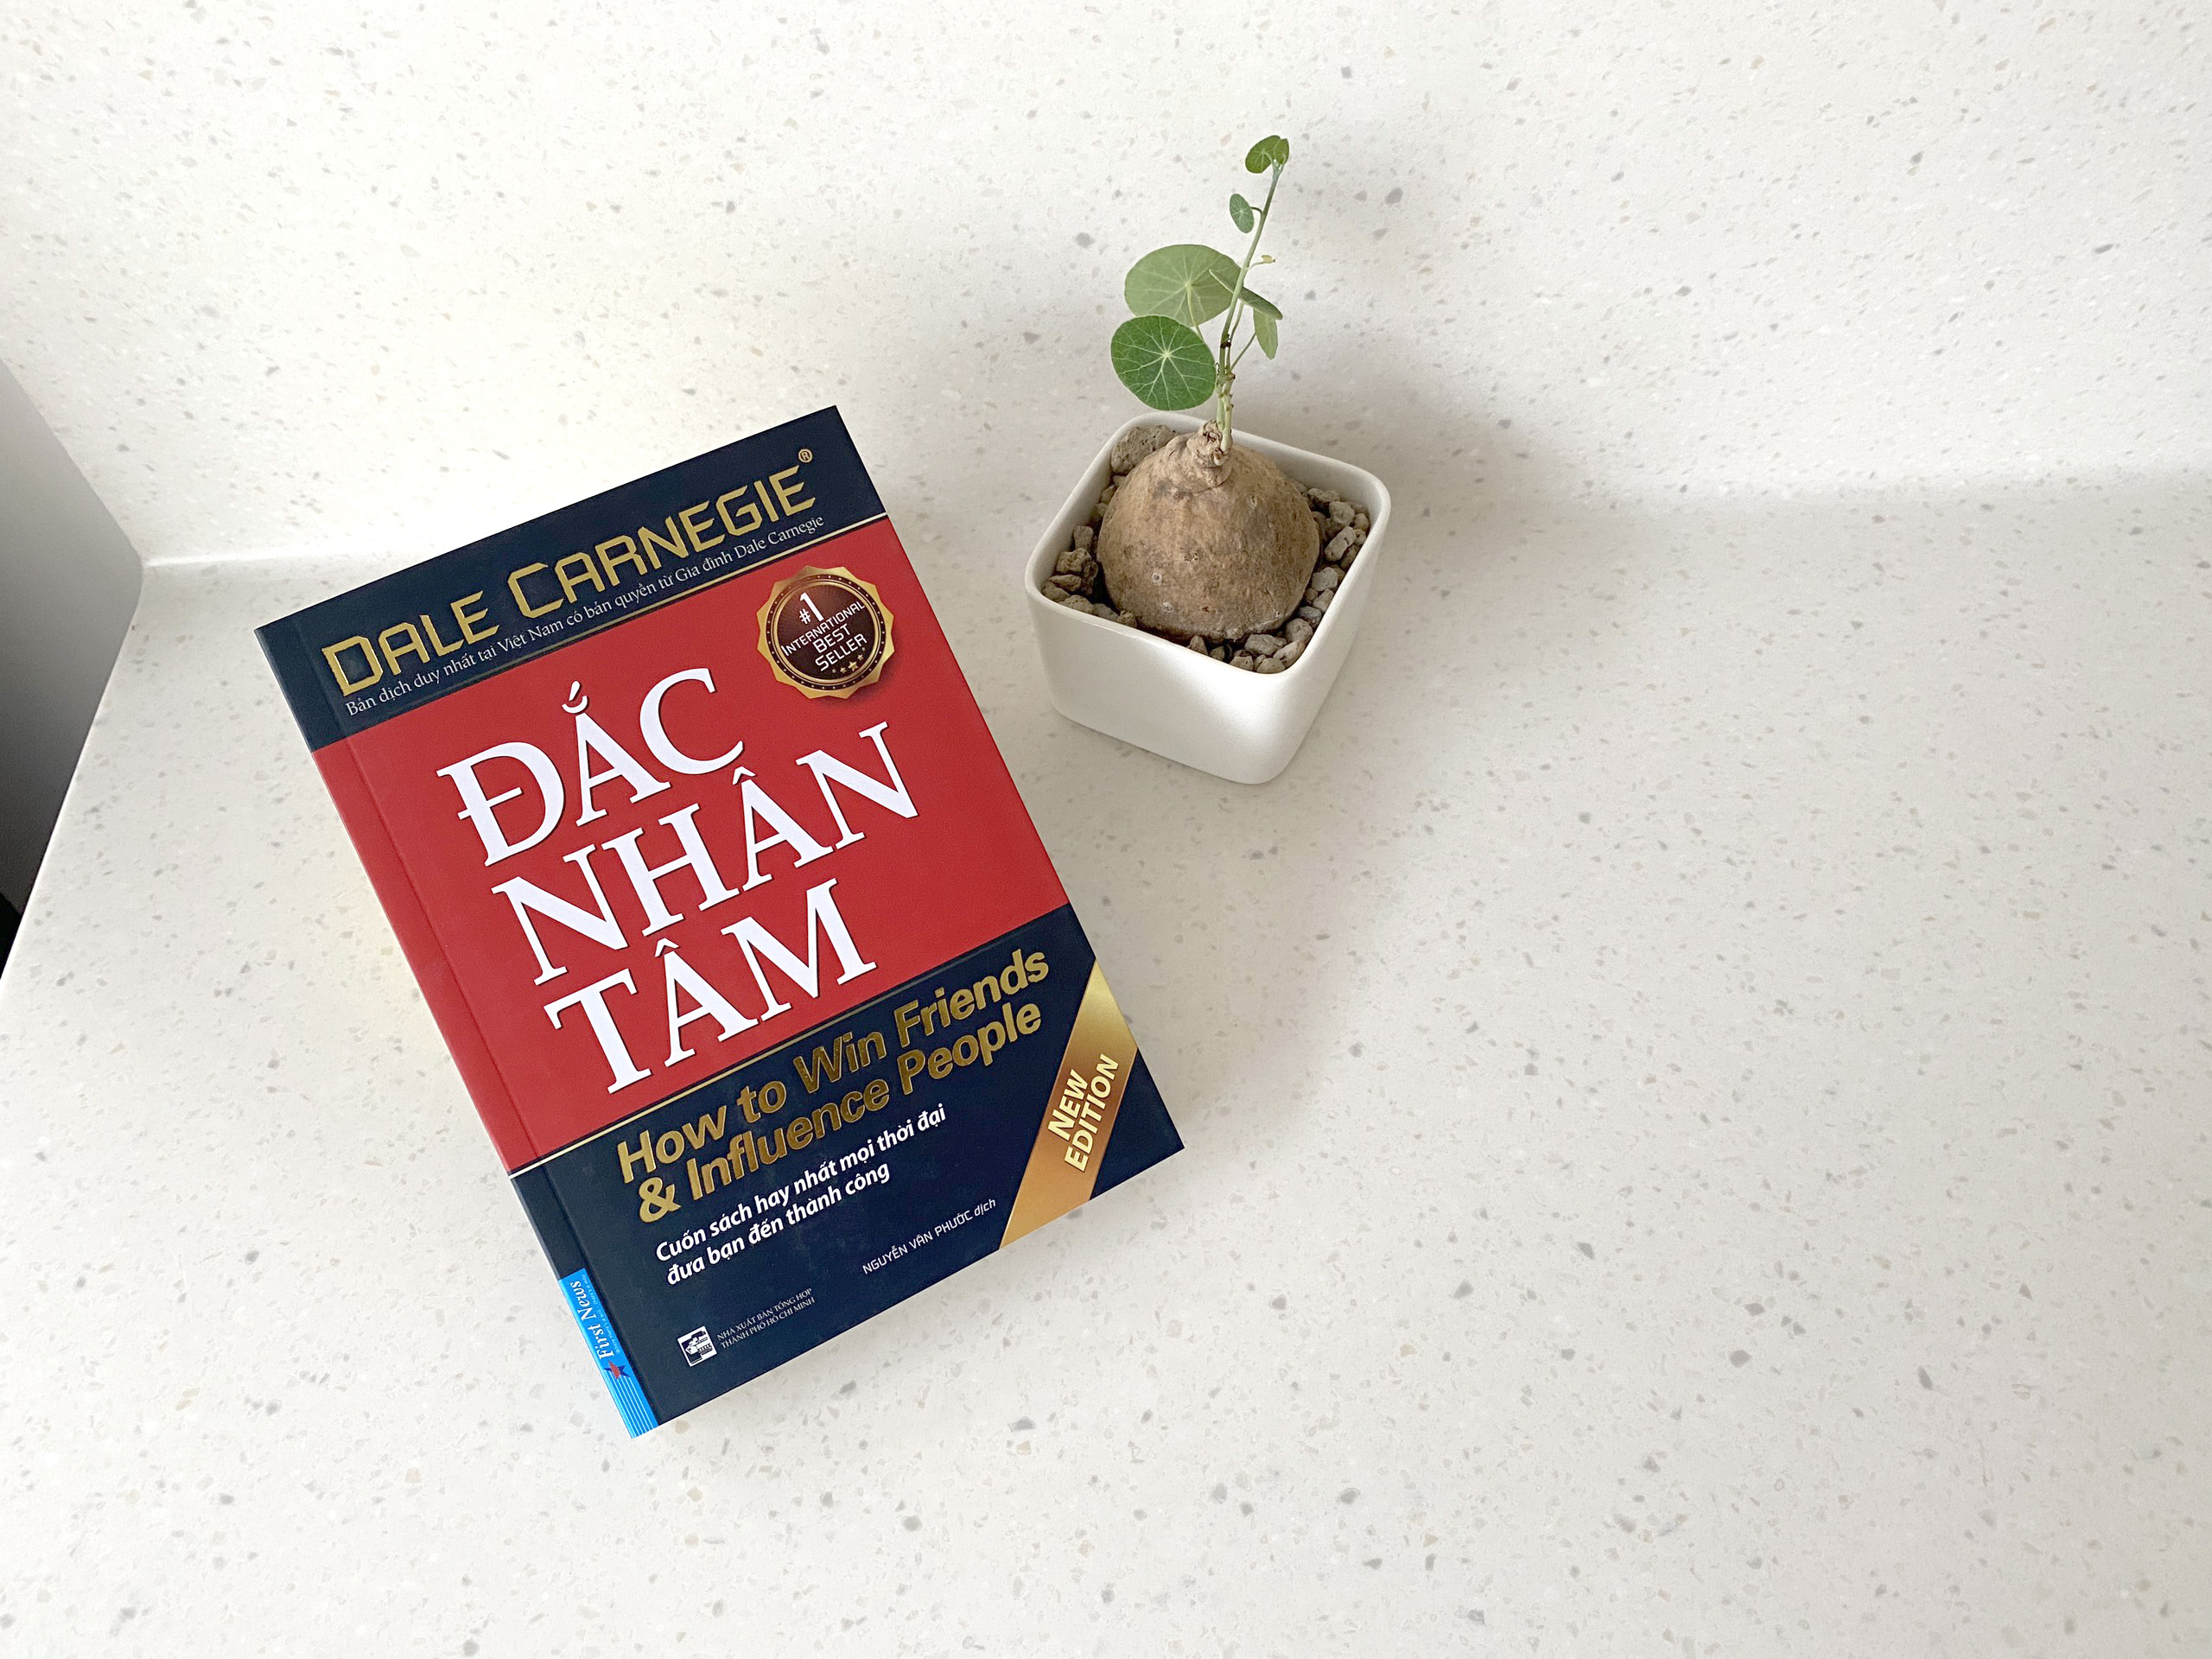 DALE CARNEGIE®
Bản dịch duy nhất tại Việt Nam có bản quyền từ Gia đình Dale Carnegie
#1
INTERNATIONAL
BEST
SELLER
ĐẮC
NHÂN
TÂM
How to Win Friends
& Influence People
Cuốn sách hay nhất mọi thời đại
đưa bạn đến thành công
NEW
EDITION
NGUYỄN VĂN PHƯỚC dịch
NHÀ XUẤT BẢN TỔNG HỢP
THÀNH PHỐ HỒ CHÍ MINH
First News